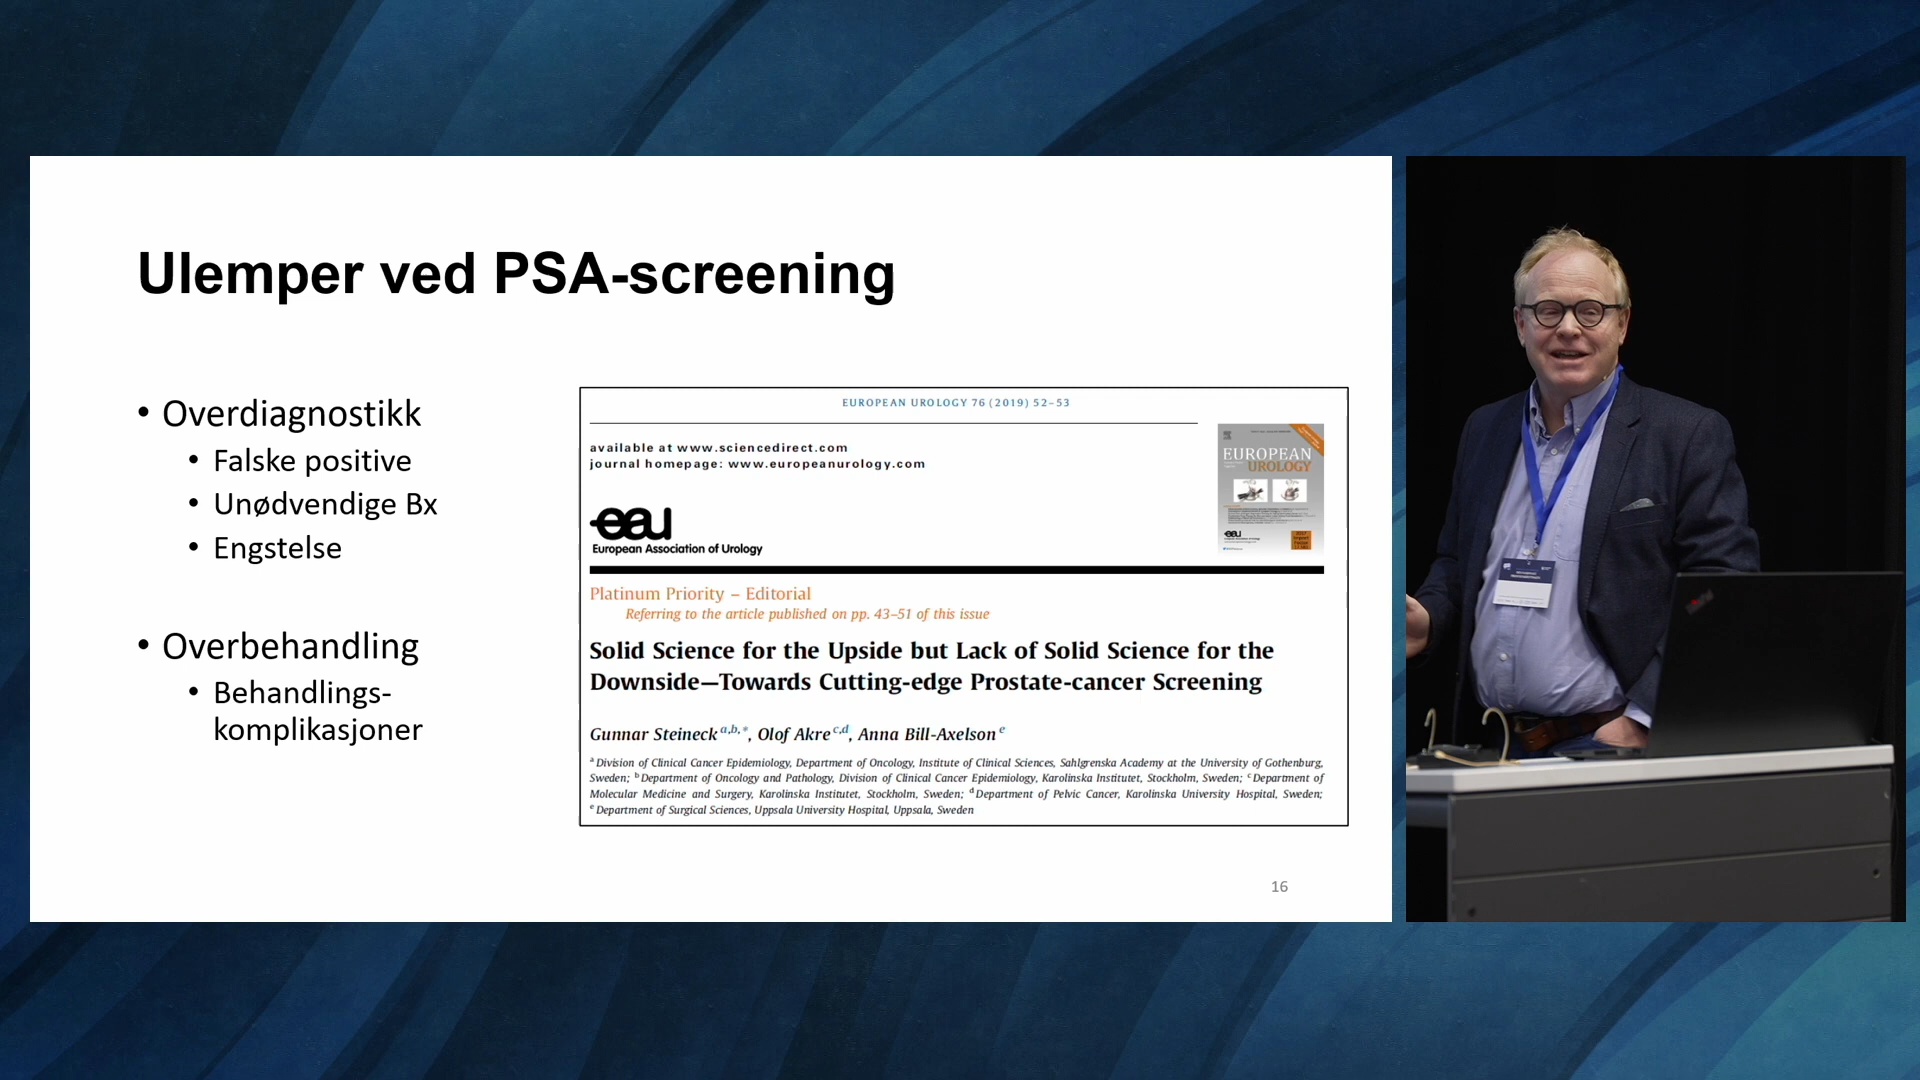 Ulemper ved PSA-screening
• Overdiagnostikk
• Falske positive
• Unødvendige Bx
• Engstelse
• Overbehandling
• Behandlings-
komplikasjoner
EUROPEAN UROLOGY 76 (2019) 52–53
available at www.sciencedirect.com
journal homepage: www.europeanurology.com
EUROPEAN
UROLOGY
eau
European Association of Urology
Platinum Priority – Editorial
Referring to the article published on pp. 43–51 of this issue
Solid Science for the Upside but Lack of Solid Science for the
Downside—Towards Cutting-edge Prostate-cancer Screening
Gunnar Steineck a,b,*, Olof Akre c,d, Anna Bill-Axelson e
a Division of Clinical Cancer Epidemiology, Department of Oncology, Institute of Clinical Sciences, Sahlgrenska Academy at the University of Gothenburg,
Sweden; b Department of Oncology and Pathology, Division of Clinical Cancer Epidemiology, Karolinska Institutet, Stockholm, Sweden; c Department of
Molecular Medicine and Surgery, Karolinska Institutet, Stockholm, Sweden; d Department of Pelvic Cancer, Karolinska University Hospital, Sweden;
e Department of Surgical Sciences, Uppsala University Hospital, Uppsala, Sweden
16